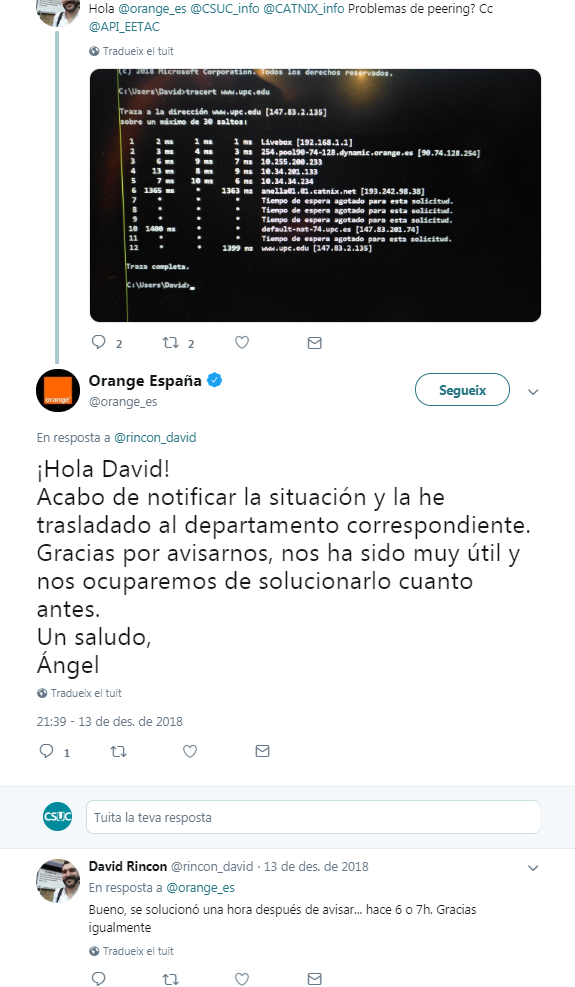 Hola @orange_es @CSUC_info @CATNIX_info Problemas de peering? Cc
@API_EETAC
Tradueix el tuit
(c) 2018 Microsoft Corporation. Todos los derechos reservados.
C:\Users\David>tracert www.upc.edu
Traza a la dirección www.upc.edu [147.83.2.135]
sobre un máximo de 30 saltos:
1 2 ms 1 ms 1 ms Livebox [192.168.1.1]
2 3 ms 4 ms 3 ms 254.pool90-74-128.dynamic.orange.es [90.74.128.254]
3 6 ms 9 ms 7 ms 10.255.200.233
4 13 ms 8 ms 9 ms 10.34.201.133
5 7 ms 10 ms 6 ms 10.34.34.234
6 1365 ms * 1363 ms anella01.01.catnix.net [193.242.98.38]
7 * * * Tiempo de espera agotado para esta solicitud.
8 * * * Tiempo de espera agotado para esta solicitud.
9 * * * Tiempo de espera agotado para esta solicitud.
10 1400 ms * * default-nat-74.upc.es [147.83.201.74]
11 * * * Tiempo de espera agotado para esta solicitud.
12 * * 1399 ms www.upc.edu [147.83.2.135]
Traza completa.
C:\Users\David>_
2 2
orange
Orange España
Segueix
@orange_es
En resposta a @rincon_david
¡Hola David!
Acabo de notificar la situación y la he
trasladado al departamento correspondiente.
Gracias por avisarnos, nos ha sido muy útil y
nos ocuparemos de solucionarlo cuanto
antes.
Un saludo,
Ángel
Tradueix el tuit
21:39 - 13 de des. de 2018
1
CSUC
Tuita la teva resposta
David Rincon @rincon_david · 13 de des. de 2018
En resposta a @orange_es
Bueno, se solucionó una hora después de avisar... hace 6 o 7h. Gracias
igualmente
Tradueix el tuit